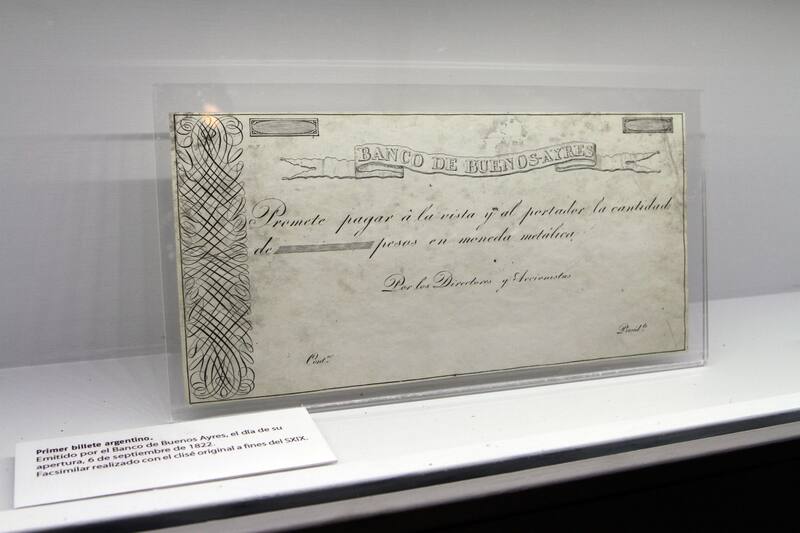 BANCO DE BUENOS-AYRES
Promete pagar à la vista y al portador la cantidad
de pesos en moneda metálica,
Por los Directores y Accionistas
Presid.te
Cont.or
Primer billete argentino.
Emitido por el Banco de Buenos Ayres, el día de su
apertura, 6 de septiembre de 1822.
Facsimilar realizado con el clisé original a fines del SXIX.